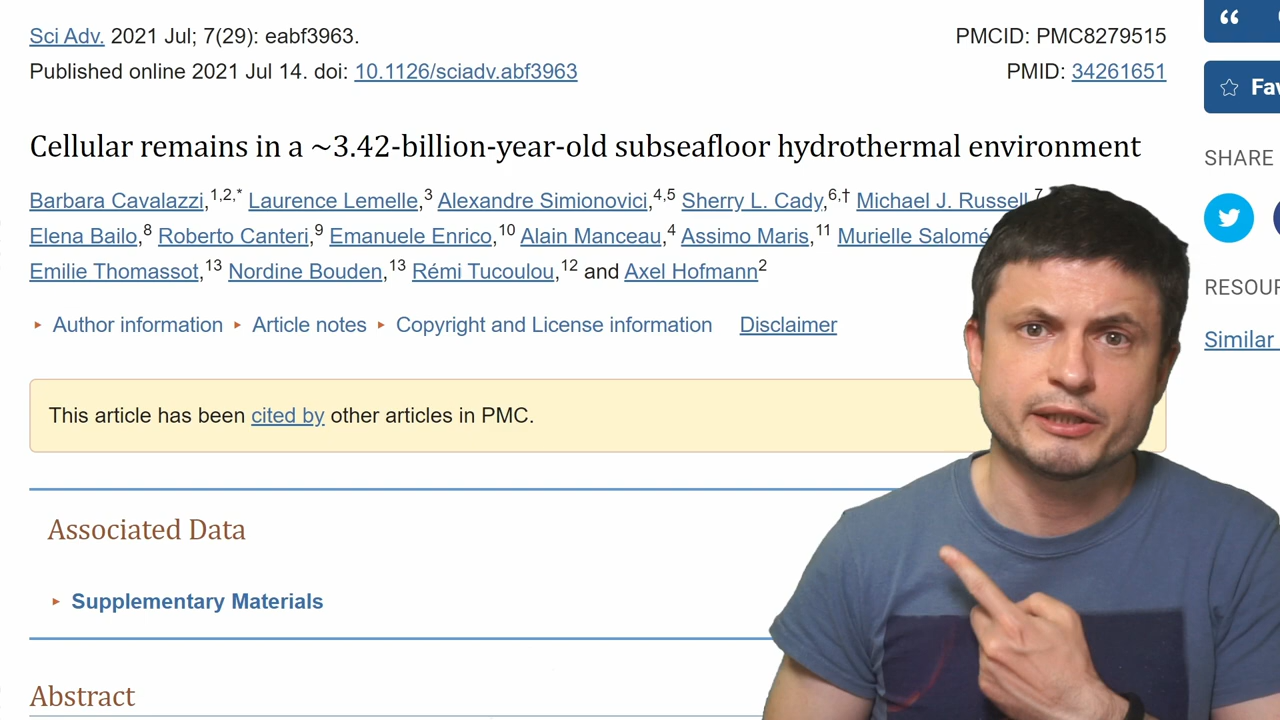 Sci Adv. 2021 Jul; 7(29): eabf3963.
PMCID: PMC8279515
Published online 2021 Jul 14. doi: 10.1126/sciadv.abf3963
PMID: 34261651
Cellular remains in a ~3.42-billion-year-old subseafloor hydrothermal environment
Barbara Cavalazzi,1,2,* Laurence Lemelle,3 Alexandre Simionovici,4,5 Sherry L. Cady,6,† Michael J. Russell,7
Elena Bailo,8 Roberto Canteri,9 Emanuele Enrico,10 Alain Manceau,4 Assimo Maris,11 Murielle Salomé
Emilie Thomassot,13 Nordine Bouden,13 Rémi Tucoulou,12 and Axel Hofmann2
▸ Author information ▸ Article notes ▸ Copyright and License information Disclaimer
This article has been cited by other articles in PMC.
Associated Data
▸ Supplementary Materials
Abstract
“
Fav
SHARE
RESOUR
Similar